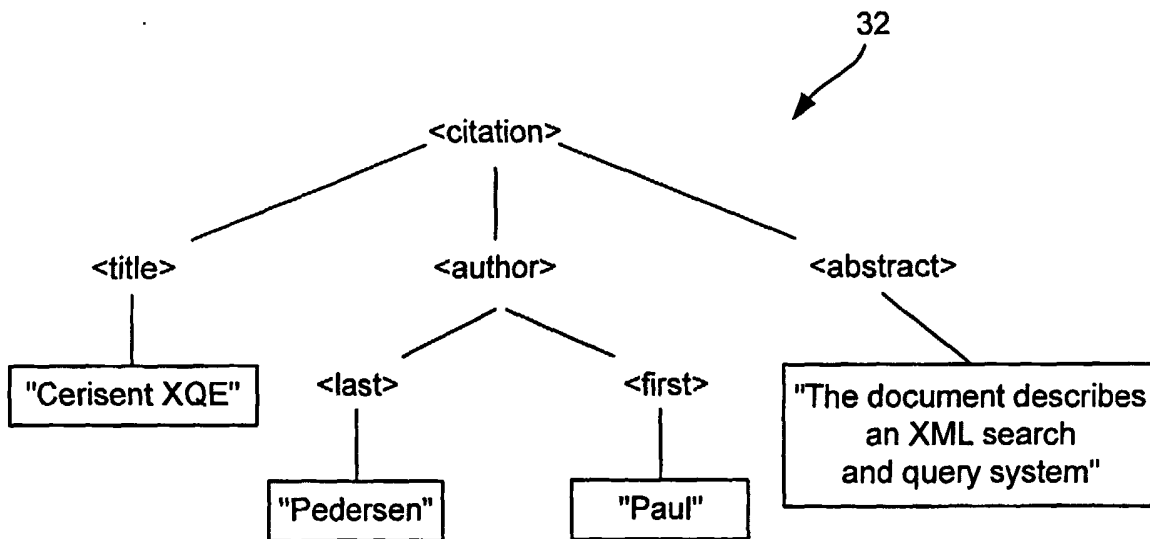 32
<citation>
<title>
<author>
<abstract>
"Cerisent XQE"
<last>
<first>
"The document describes
an XML search
and query system"
"Pedersen"
"Paul"